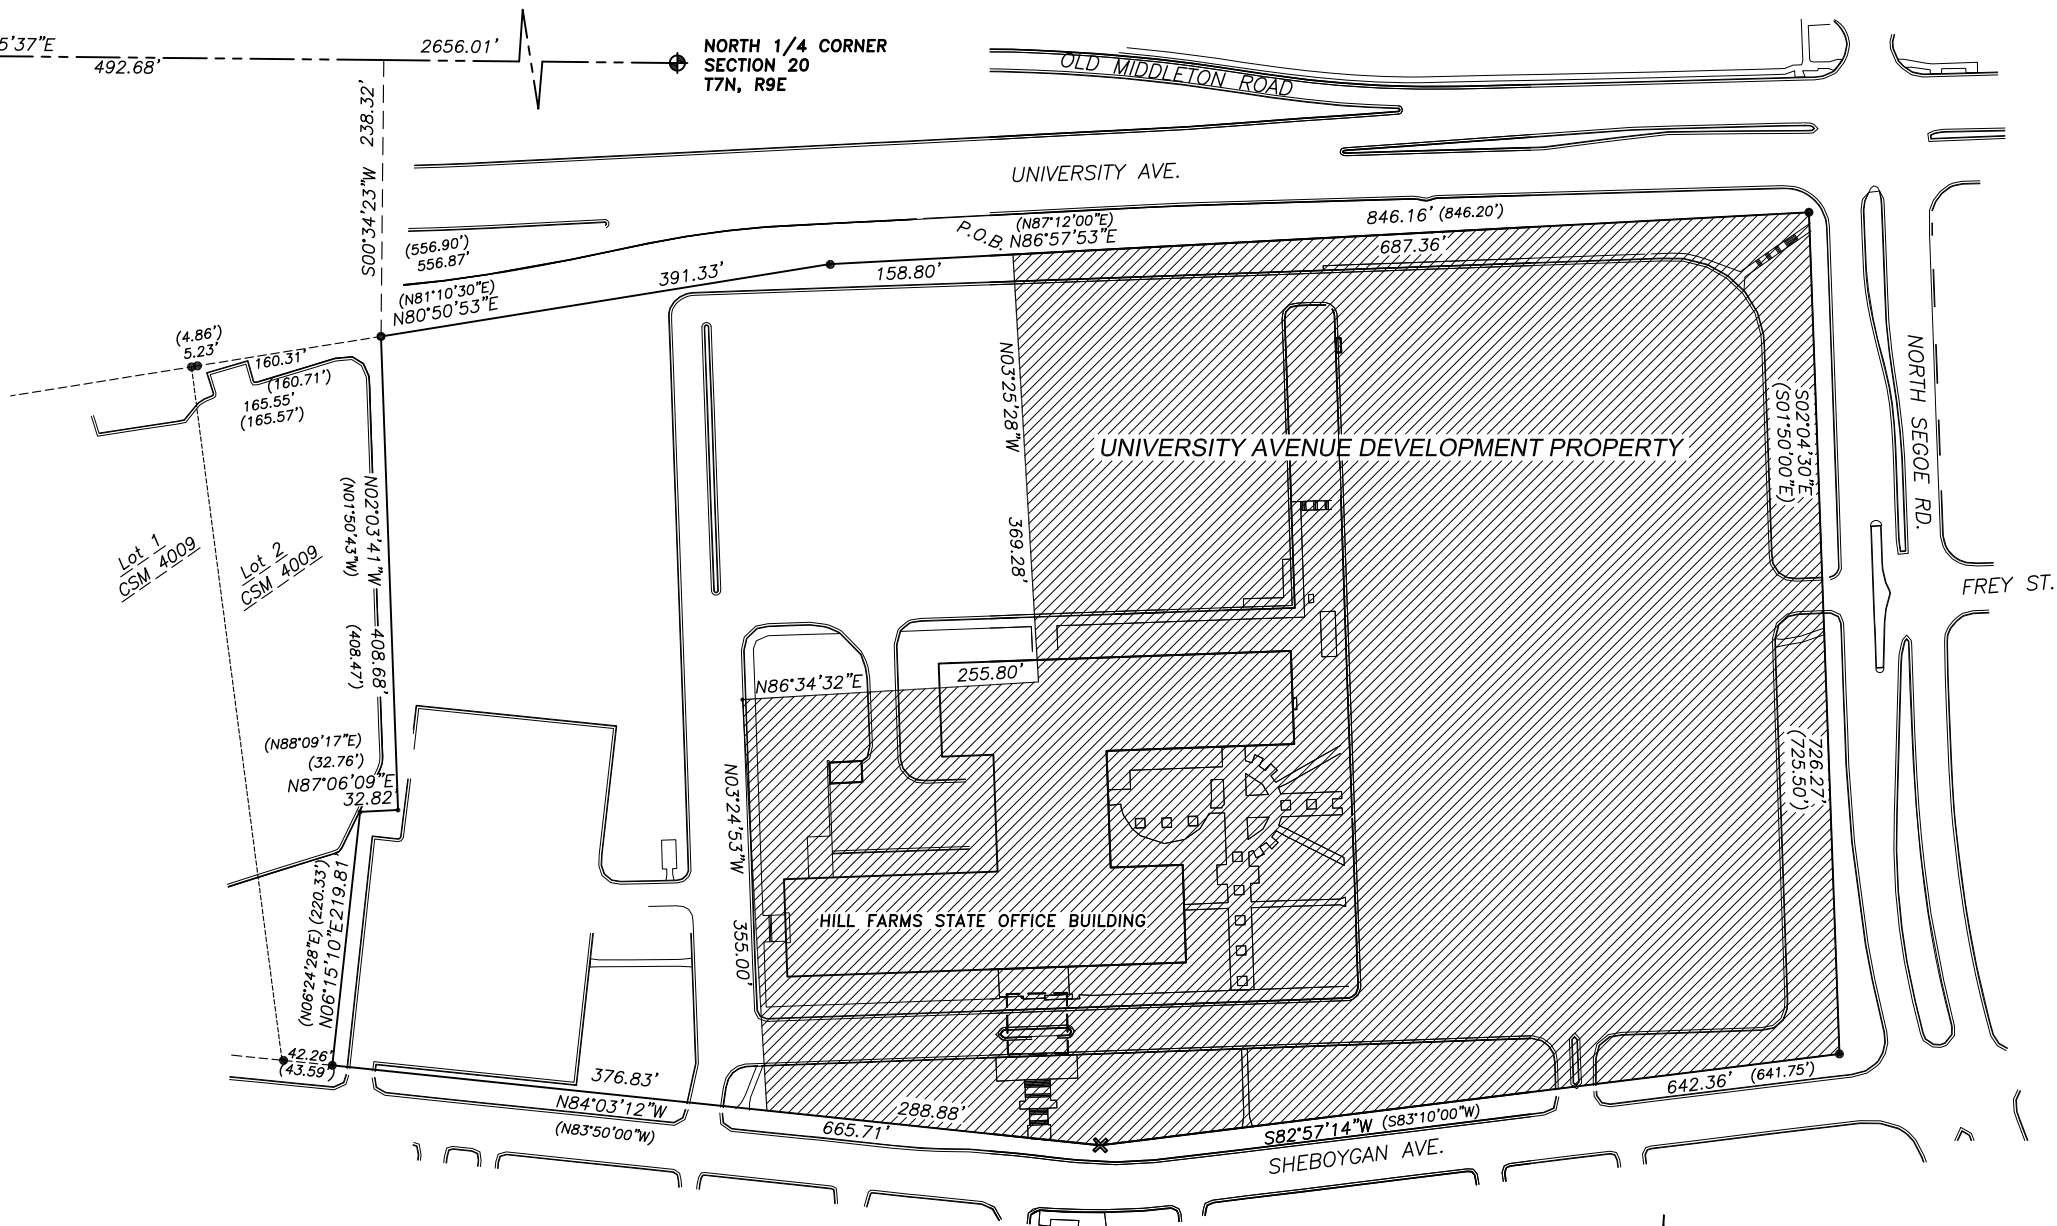 5'37"E
492.68'
2656.01'
NORTH 1/4 CORNER
SECTION 20
T7N, R9E
S00°34'23"W 238.32'
OLD MIDDLETON ROAD
UNIVERSITY AVE.
(556.90')
556.87'
(N81°10'30"E)
N80°50'53"E
391.33'
P.O.B.
(N87°12'00"E)
N86°57'53"E
158.80'
846.16' (846.20')
687.36'
(4.86')
5.23'
160.31'
(160.71')
165.55'
(165.57')
N03°25'28"W
369.28'
UNIVERSITY AVENUE DEVELOPMENT PROPERTY
S02°04'30"E
(S01°50'00"E)
NORTH SEGOE RD.
FREY ST.
Lot 1
CSM 4009
Lot 2
CSM 4009
N02°03'41"W 408.68'
(N01°50'43"W) (408.47')
N86°34'32"E
255.80'
726.27'
(725.50')
(N88°09'17"E)
(32.76')
N87°06'09"E
32.82'
N03°24'53"W
355.00'
(N06°24'28"E) (220.33')
N06°15'10"E 219.81'
HILL FARMS STATE OFFICE BUILDING
42.26'
(43.59')
376.83'
N84°03'12"W
(N83°50'00"W)
288.88'
665.71'
642.36' (641.75')
S82°57'14"W (S83°10'00"W)
SHEBOYGAN AVE.